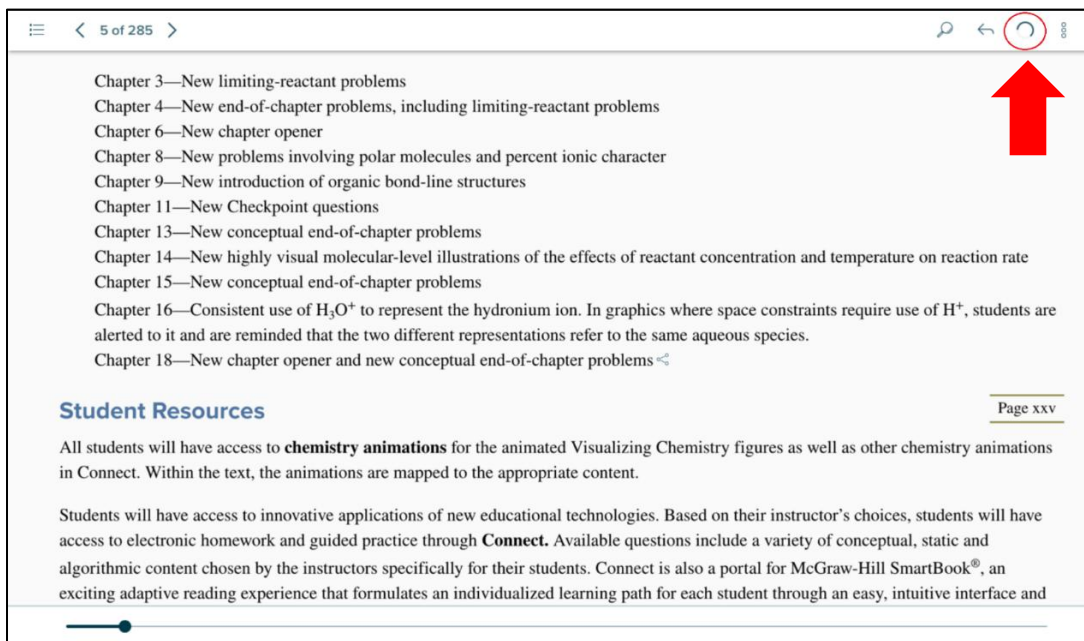 5 of 285
Chapter 3—New limiting-reactant problems
Chapter 4—New end-of-chapter problems, including limiting-reactant problems
Chapter 6—New chapter opener
Chapter 8—New problems involving polar molecules and percent ionic character
Chapter 9—New introduction of organic bond-line structures
Chapter 11—New Checkpoint questions
Chapter 13—New conceptual end-of-chapter problems
Chapter 14—New highly visual molecular-level illustrations of the effects of reactant concentration and temperature on reaction rate
Chapter 15—New conceptual end-of-chapter problems
Chapter 16—Consistent use of H₃O⁺ to represent the hydronium ion. In graphics where space constraints require use of H⁺, students are
alerted to it and are reminded that the two different representations refer to the same aqueous species.
Chapter 18—New chapter opener and new conceptual end-of-chapter problems
Student Resources
Page xxv
All students will have access to chemistry animations for the animated Visualizing Chemistry figures as well as other chemistry animations
in Connect. Within the text, the animations are mapped to the appropriate content.
Students will have access to innovative applications of new educational technologies. Based on their instructor's choices, students will have
access to electronic homework and guided practice through Connect. Available questions include a variety of conceptual, static and
algorithmic content chosen by the instructors specifically for their students. Connect is also a portal for McGraw-Hill SmartBook®, an
exciting adaptive reading experience that formulates an individualized learning path for each student through an easy, intuitive interface and